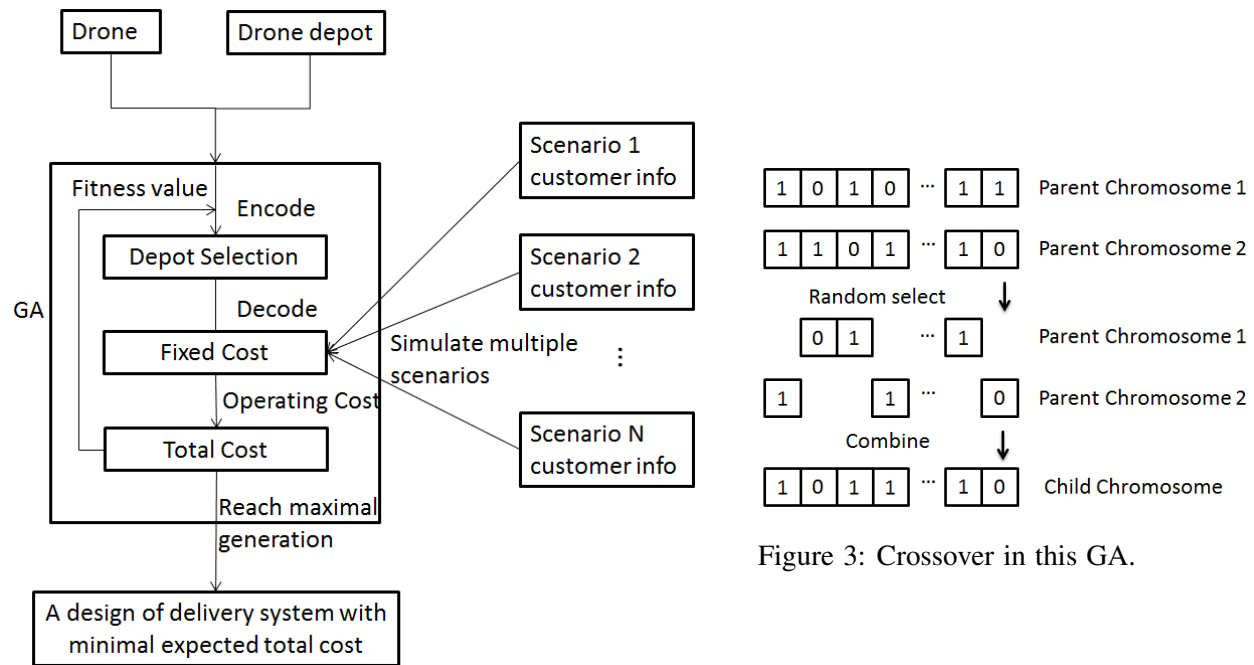 Drone
Drone depot
Fitness value
Encode
Depot Selection
Decode
GA
Fixed Cost
Operating Cost
Total Cost
Reach maximal
generation
A design of delivery system with
minimal expected total cost
Scenario 1
customer info
Scenario 2
customer info
Simulate multiple
scenarios
⋮
Scenario N
customer info
1 0 1 0 ... 1 1 Parent Chromosome 1
1 1 0 1 ... 1 0 Parent Chromosome 2
Random select
0 1 ... 1 Parent Chromosome 1
1 1 ... 0 Parent Chromosome 2
Combine
1 0 1 1 ... 1 0 Child Chromosome
Figure 3: Crossover in this GA.